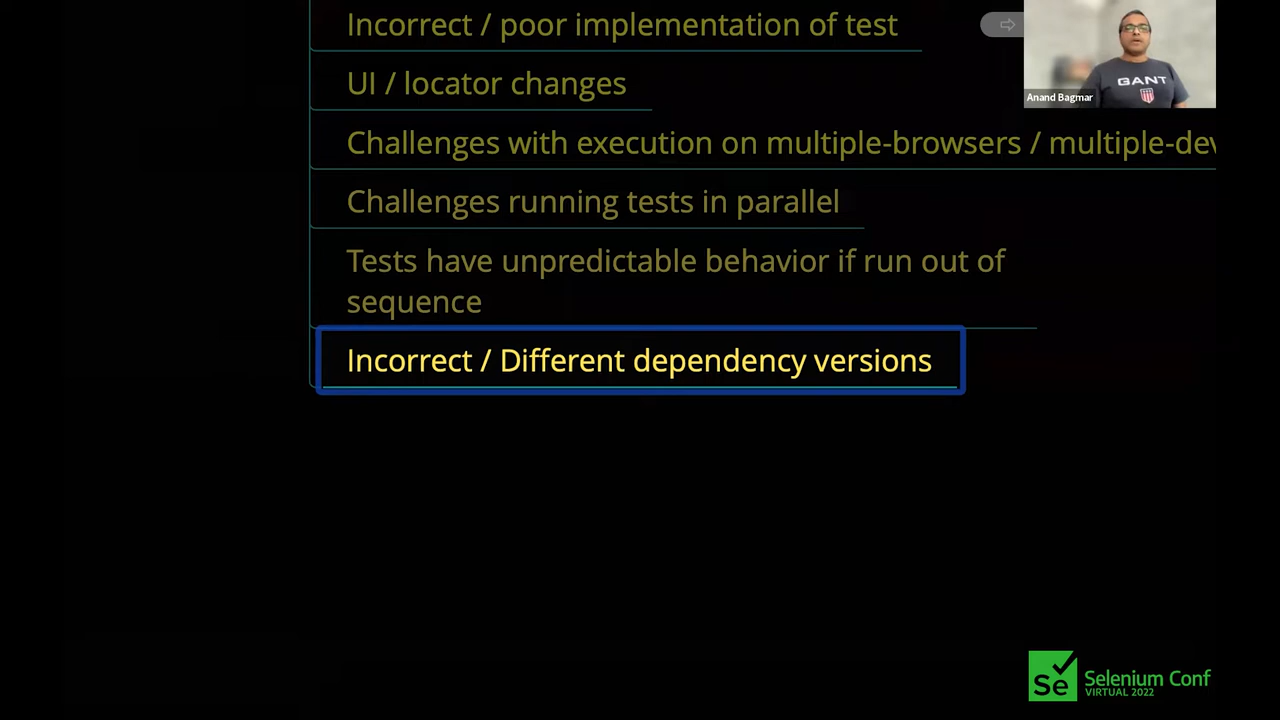 Incorrect / poor implementation of test
GANT
Anand Bagmar
UI / locator changes
Challenges with execution on multiple-browsers / multiple-dev
Challenges running tests in parallel
Tests have unpredictable behavior if run out of
sequence
Incorrect / Different dependency versions
Se
Selenium Conf
VIRTUAL 2022